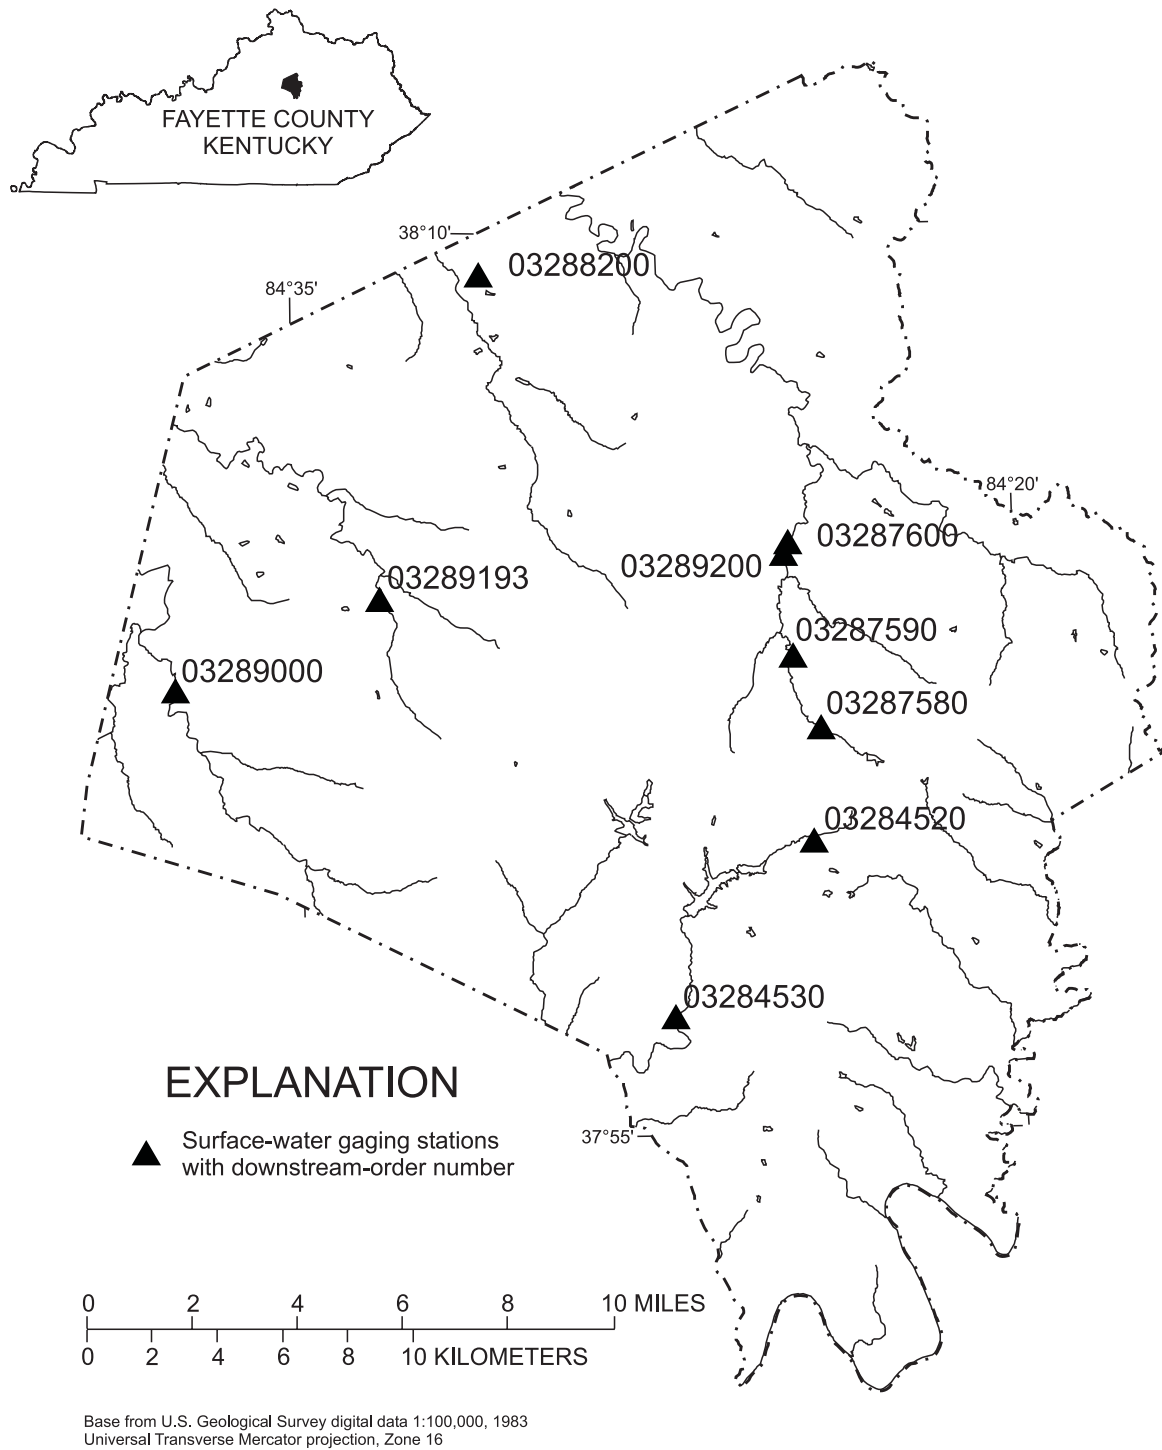 FAYETTE COUNTY
KENTUCKY
38°10'
03288200
84°35'
84°20'
03287600
03289200
03289193
03287590
03289000
03287580
03284520
03284530
EXPLANATION
Surface-water gaging stations
with downstream-order number
37°55'
0 2 4 6 8 10 MILES
0 2 4 6 8 10 KILOMETERS
Base from U.S. Geological Survey digital data 1:100,000, 1983
Universal Transverse Mercator projection, Zone 16